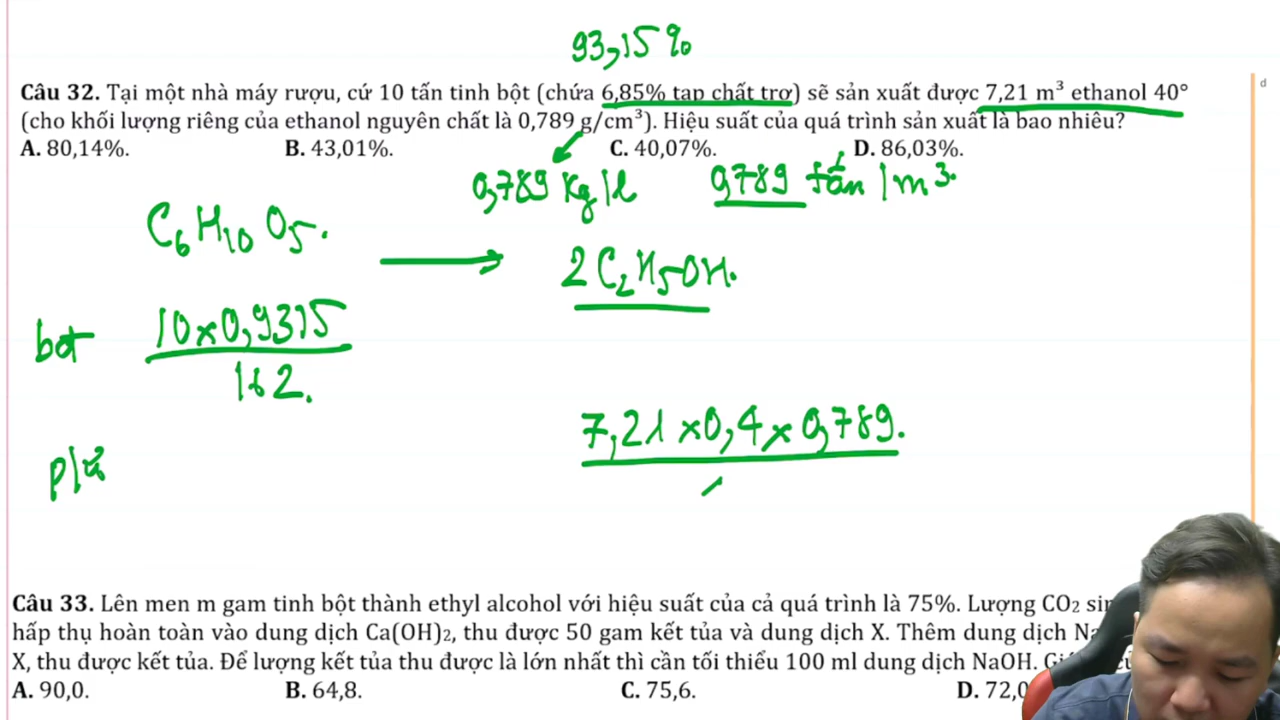 93,15%
Câu 32. Tại một nhà máy rượu, cứ 10 tấn tinh bột (chứa 6,85% tạp chất trơ) sẽ sản xuất được 7,21 m³ ethanol 40°
(cho khối lượng riêng của ethanol nguyên chất là 0,789 g/cm³). Hiệu suất của quá trình sản xuất là bao nhiêu?
A. 80,14%. B. 43,01%. C. 40,07%. D. 86,03%.
0,789 kg/l 0,789 tấn/m³.
C₆H₁₀O₅. → 2C₂H₅OH.
bđ 10×0,9315
162.
7,21×0,4×0,789.
p/ư
Câu 33. Lên men m gam tinh bột thành ethyl alcohol với hiệu suất của cả quá trình là 75%. Lượng CO₂
hấp thụ hoàn toàn vào dung dịch Ca(OH)₂, thu được 50 gam kết tủa và dung dịch X. Thêm dung dịch
X, thu được kết tủa. Để lượng kết tủa thu được là lớn nhất thì cần tối thiểu 100 ml dung dịch NaOH.
A. 90,0. B. 64,8. C. 75,6. D. 72,0
d